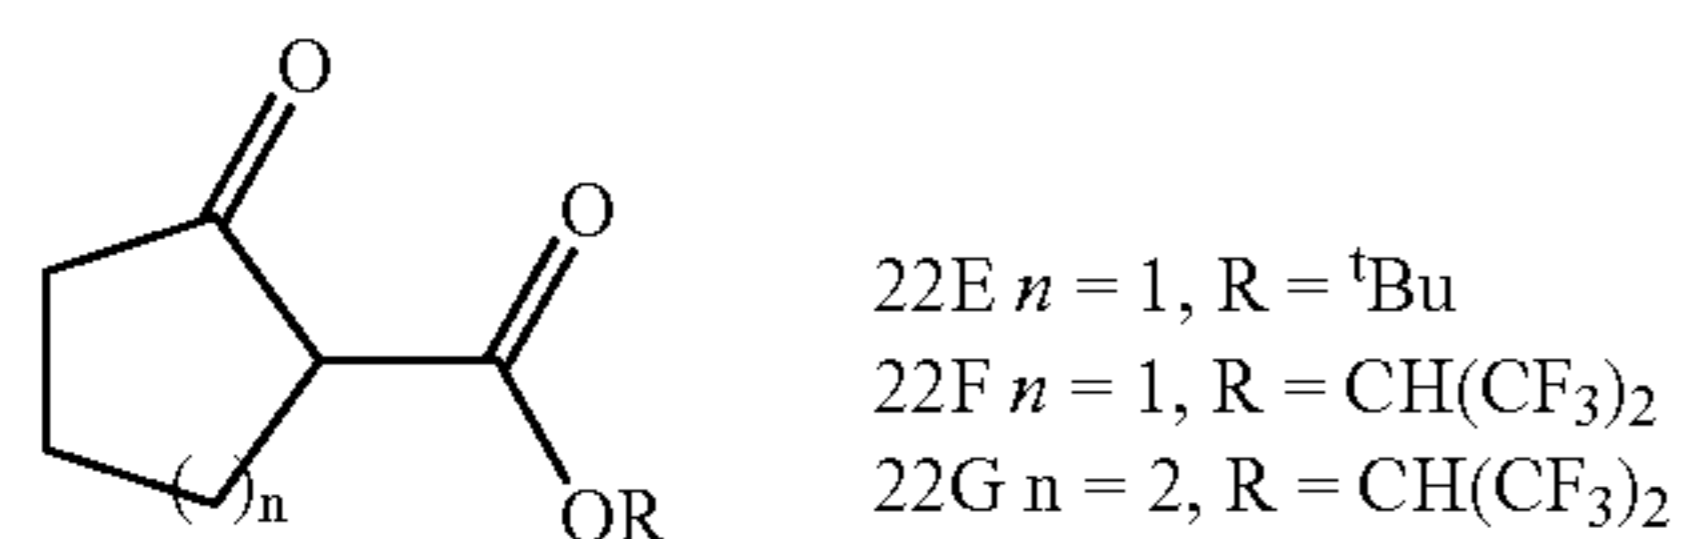 O
O
( )n
OR
22E n = 1, R = ᵗBu
22F n = 1, R = CH(CF₃)₂
22G n = 2, R = CH(CF₃)₂